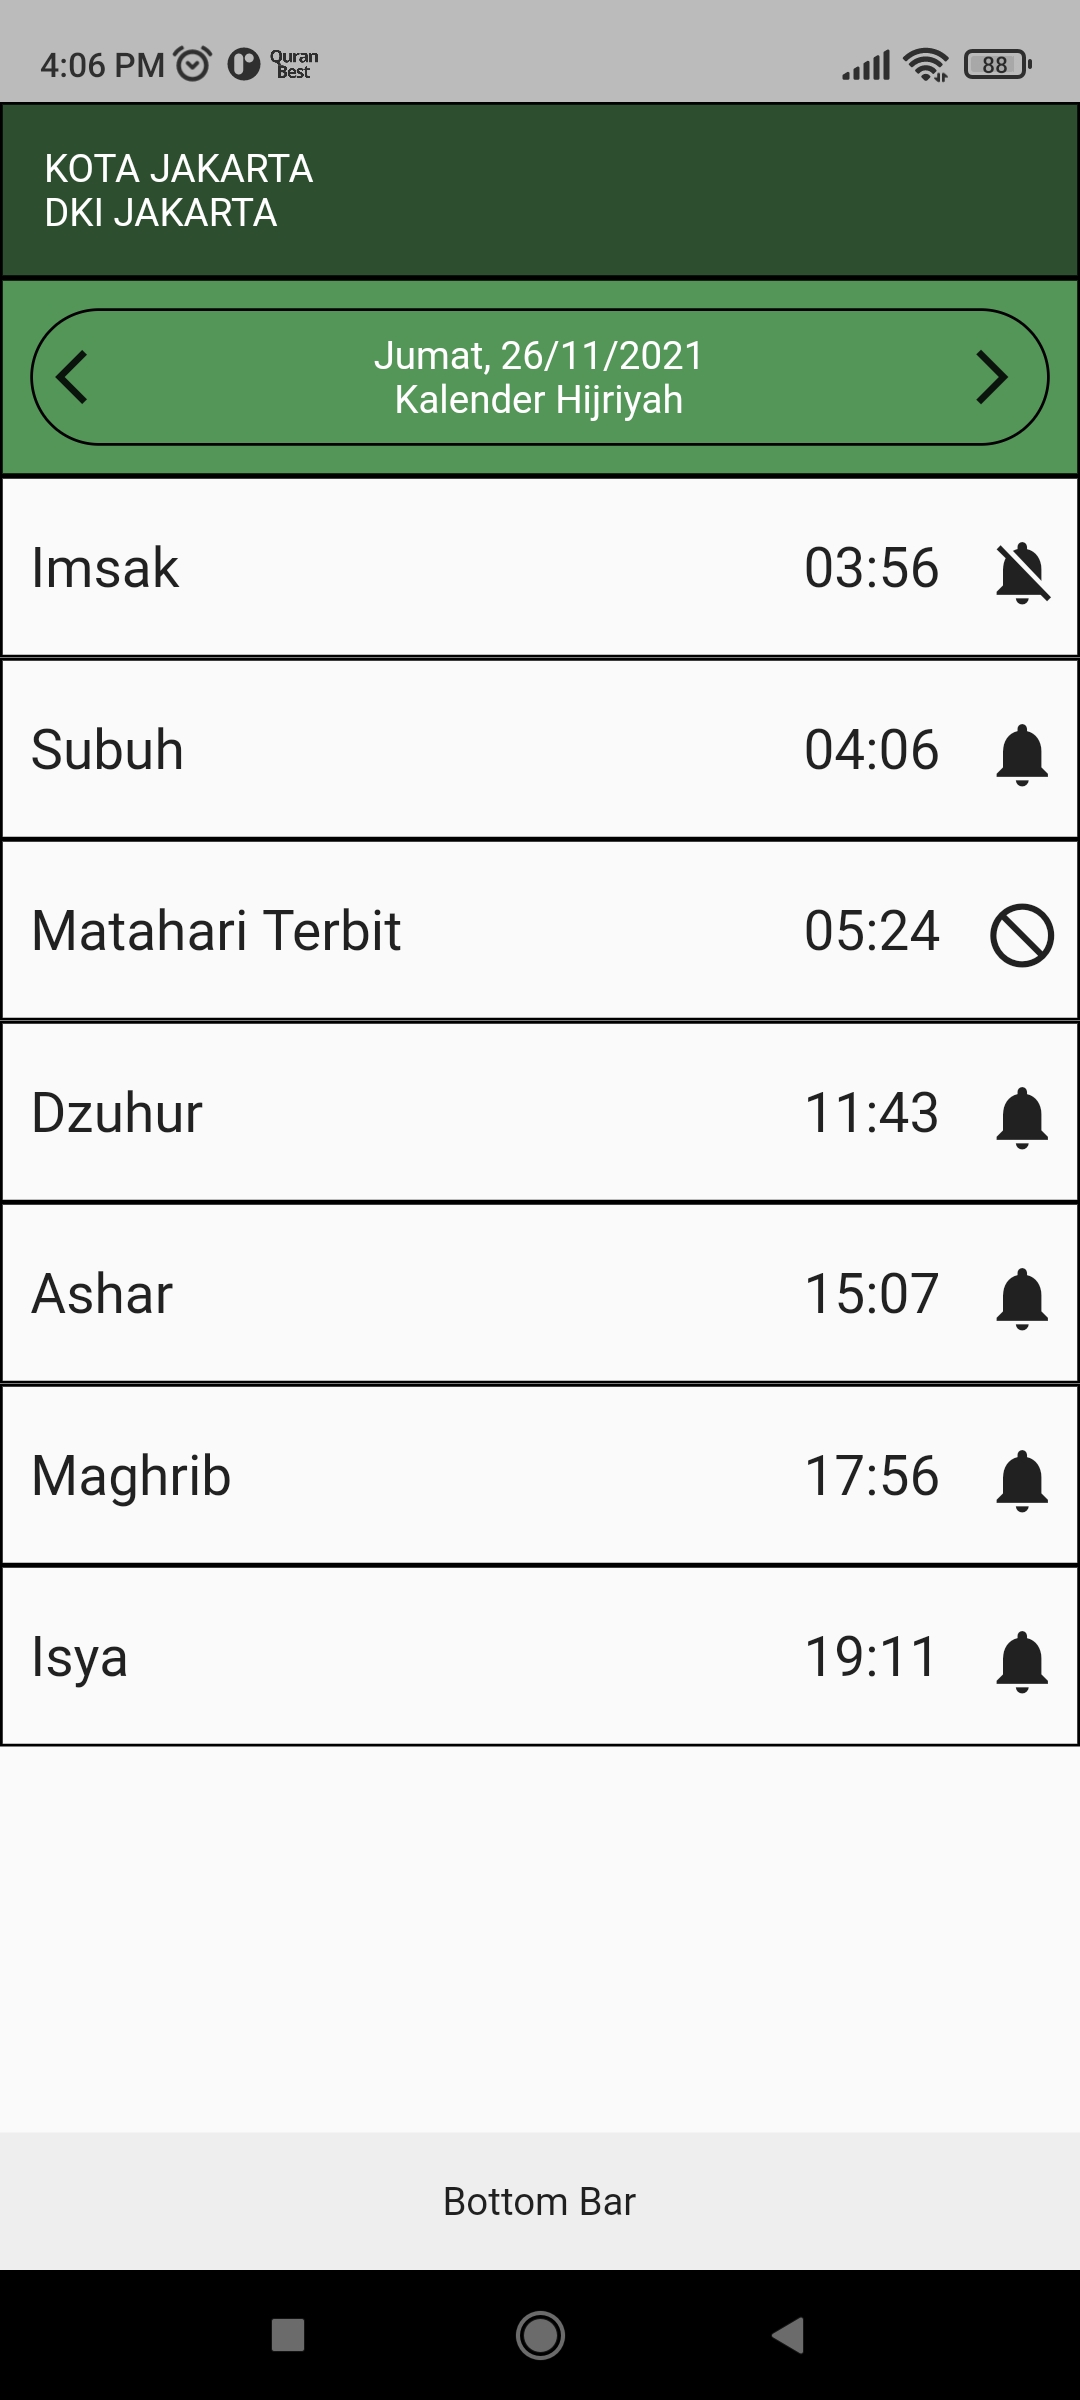 4:06 PM Quran Best 88
KOTA JAKARTA
DKI JAKARTA
Jumat, 26/11/2021
Kalender Hijriyah
Imsak 03:56
Subuh 04:06
Matahari Terbit 05:24
Dzuhur 11:43
Ashar 15:07
Maghrib 17:56
Isya 19:11
Bottom Bar